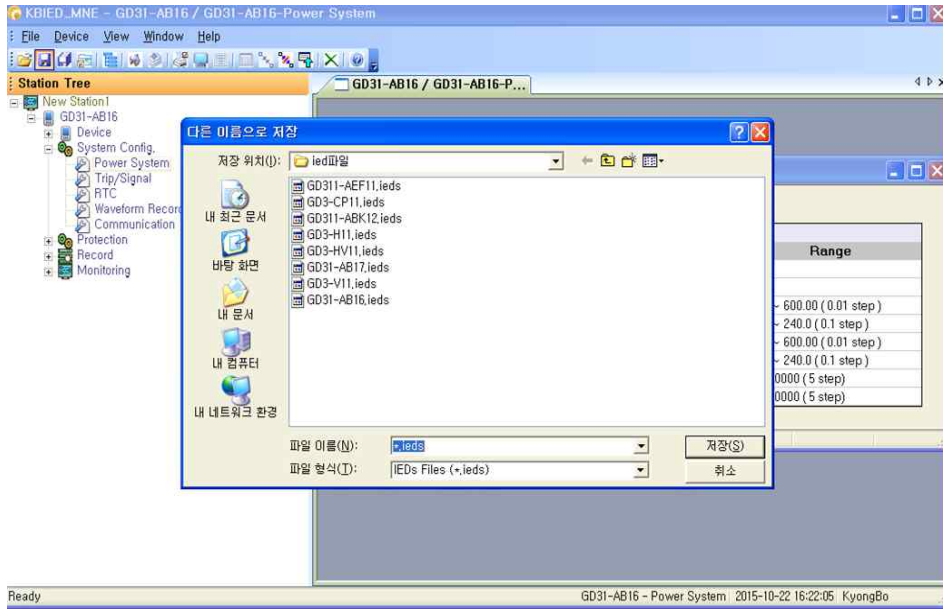 KBIED_MNE - GD31-AB16 / GD31-AB16-Power System
File Device View Window Help
Station Tree
GD31-AB16 / GD31-AB16-P...
New Station1
GD31-AB16
Device
System Config.
Power System
Trip/Signal
RTC
Waveform Recor
Communication
Protection
Record
Monitoring
다른 이름으로 저장
저장 위치(I):
ied파일
내 최근 문서
바탕 화면
내 문서
내 컴퓨터
내 네트워크 환경
GD311-AEF11.ieds
GD3-CP11.ieds
GD311-ABK12.ieds
GD3-H11.ieds
GD3-HV11.ieds
GD31-AB17.ieds
GD3-V11.ieds
GD31-AB16.ieds
파일 이름(N):
*.ieds
저장(S)
파일 형식(T):
IEDs Files (*.ieds)
취소
Range
~ 600.00 ( 0.01 step )
~ 240.0 ( 0.1 step )
~ 600.00 ( 0.01 step )
~ 240.0 ( 0.1 step )
0000 ( 5 step)
0000 ( 5 step)
Ready
GD31-AB16 - Power System 2015-10-22 16:22:05 KyongBo